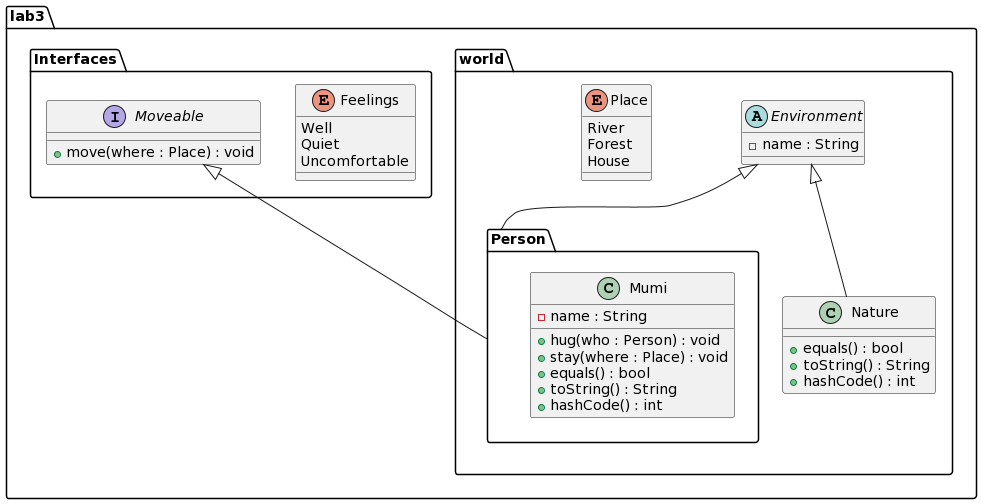 lab3
Interfaces
I Moveable
move(where : Place) : void
E Feelings
Well
Quiet
Uncomfortable
world
E Place
River
Forest
House
A Environment
name : String
Person
C Mumi
name : String
hug(who : Person) : void
stay(where : Place) : void
equals() : bool
toString() : String
hashCode() : int
C Nature
equals() : bool
toString() : String
hashCode() : int